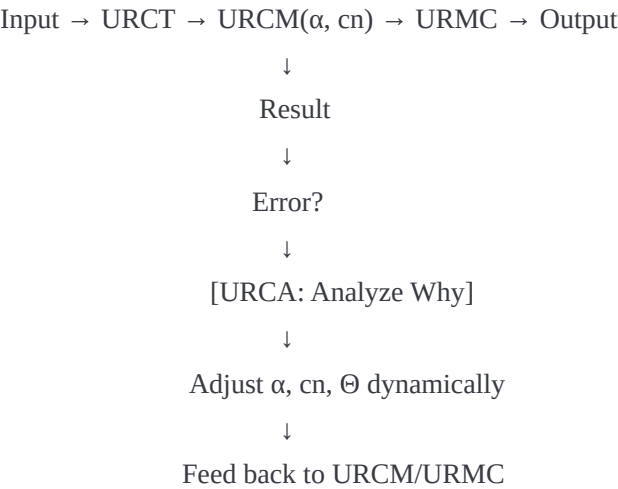 Input → URCT → URCM(α, cn) → URMC → Output
↓
Result
↓
Error?
↓
[URCA: Analyze Why]
↓
Adjust α, cn, Θ dynamically
↓
Feed back to URCM/URMC